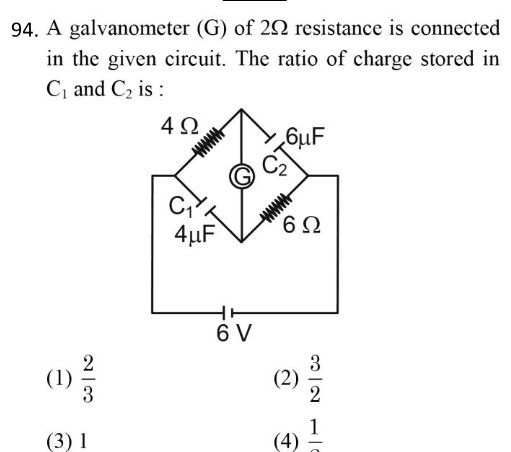 94. A galvanometer (G) of 2Ω resistance is connected
in the given circuit. The ratio of charge stored in
C₁ and C₂ is :
4 Ω
6μF
C₂
G
C₁
4μF
6 Ω
6 V
(1) 2/3
(2) 3/2
(3) 1
(4) 1